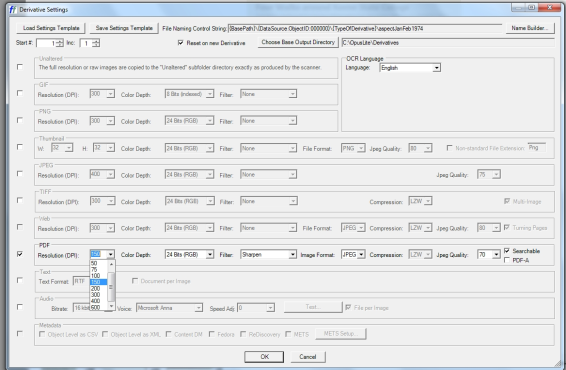 Derivative Settings
Load Settings Template Save Settings Template File Naming Control String: [BasePath]\[DataSource ObjectID:000000]\[TypeOfDerivative]\aspectJanFeb1974 Name Builder...
Start #: 1 Inc: 1 Reset on new Derivative Choose Base Output Directory C:\OpusLite\Derivatives
Unaltered
The full resolution or raw images are copied to the "Unaltered" subfolder directory exactly as produced by the scanner.
OCR Language
Language: English
GIF
Resolution (DPI): 300 Color Depth: 8 Bits (Indexed) Filter: None
PNG
Resolution (DPI): 300 Color Depth: 24 Bits (RGB) Filter: None
Thumbnail
W: 32 H: 32 Color Depth: 24 Bits (RGB) Filter: None File Format: PNG Jpeg Quality: 80 Non-standard File Extension: Png
JPEG
Resolution (DPI): 400 Color Depth: 24 Bits (RGB) Filter: None Jpeg Quality: 75
TIFF
Resolution (DPI): 300 Color Depth: 24 Bits (RGB) Filter: None Compression: LZW Multi-Image
Web
Resolution (DPI): 300 Color Depth: 24 Bits (RGB) Filter: None File Format: JPEG Compression: LZW Jpeg Quality: 80 Turning Pages
PDF
Resolution (DPI): 150 Color Depth: 24 Bits (RGB) Filter: Sharpen Image Format: JPEG Compression: LZW Jpeg Quality: 70 Searchable
PDF-A
50
75
100
150
200
300
400
500
Text
Text Format: RTF Document per Image
Audio
Bitrate: 16 Voice: Microsoft Anna Speed Adj: 0 Test... File per Image
Metadata
Object Level as CSV Object Level as XML Content DM Fedora FileDiscovery METS METS Setup...
OK Cancel